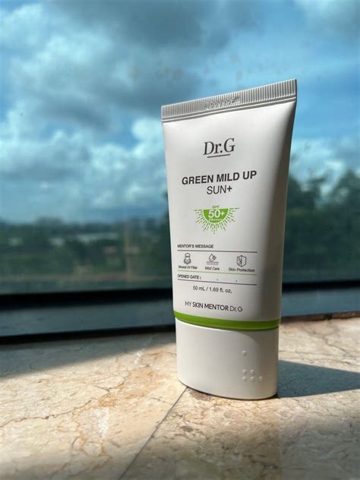 Dr.G
GREEN MILD UP
SUN+
SPF
50+
MENTOR'S MESSAGE
Mineral UV Filter Mild Care Skin Protection
OPENED DATE :
50 mL / 1.69 fl. oz.
MY SKIN MENTOR Dr.G